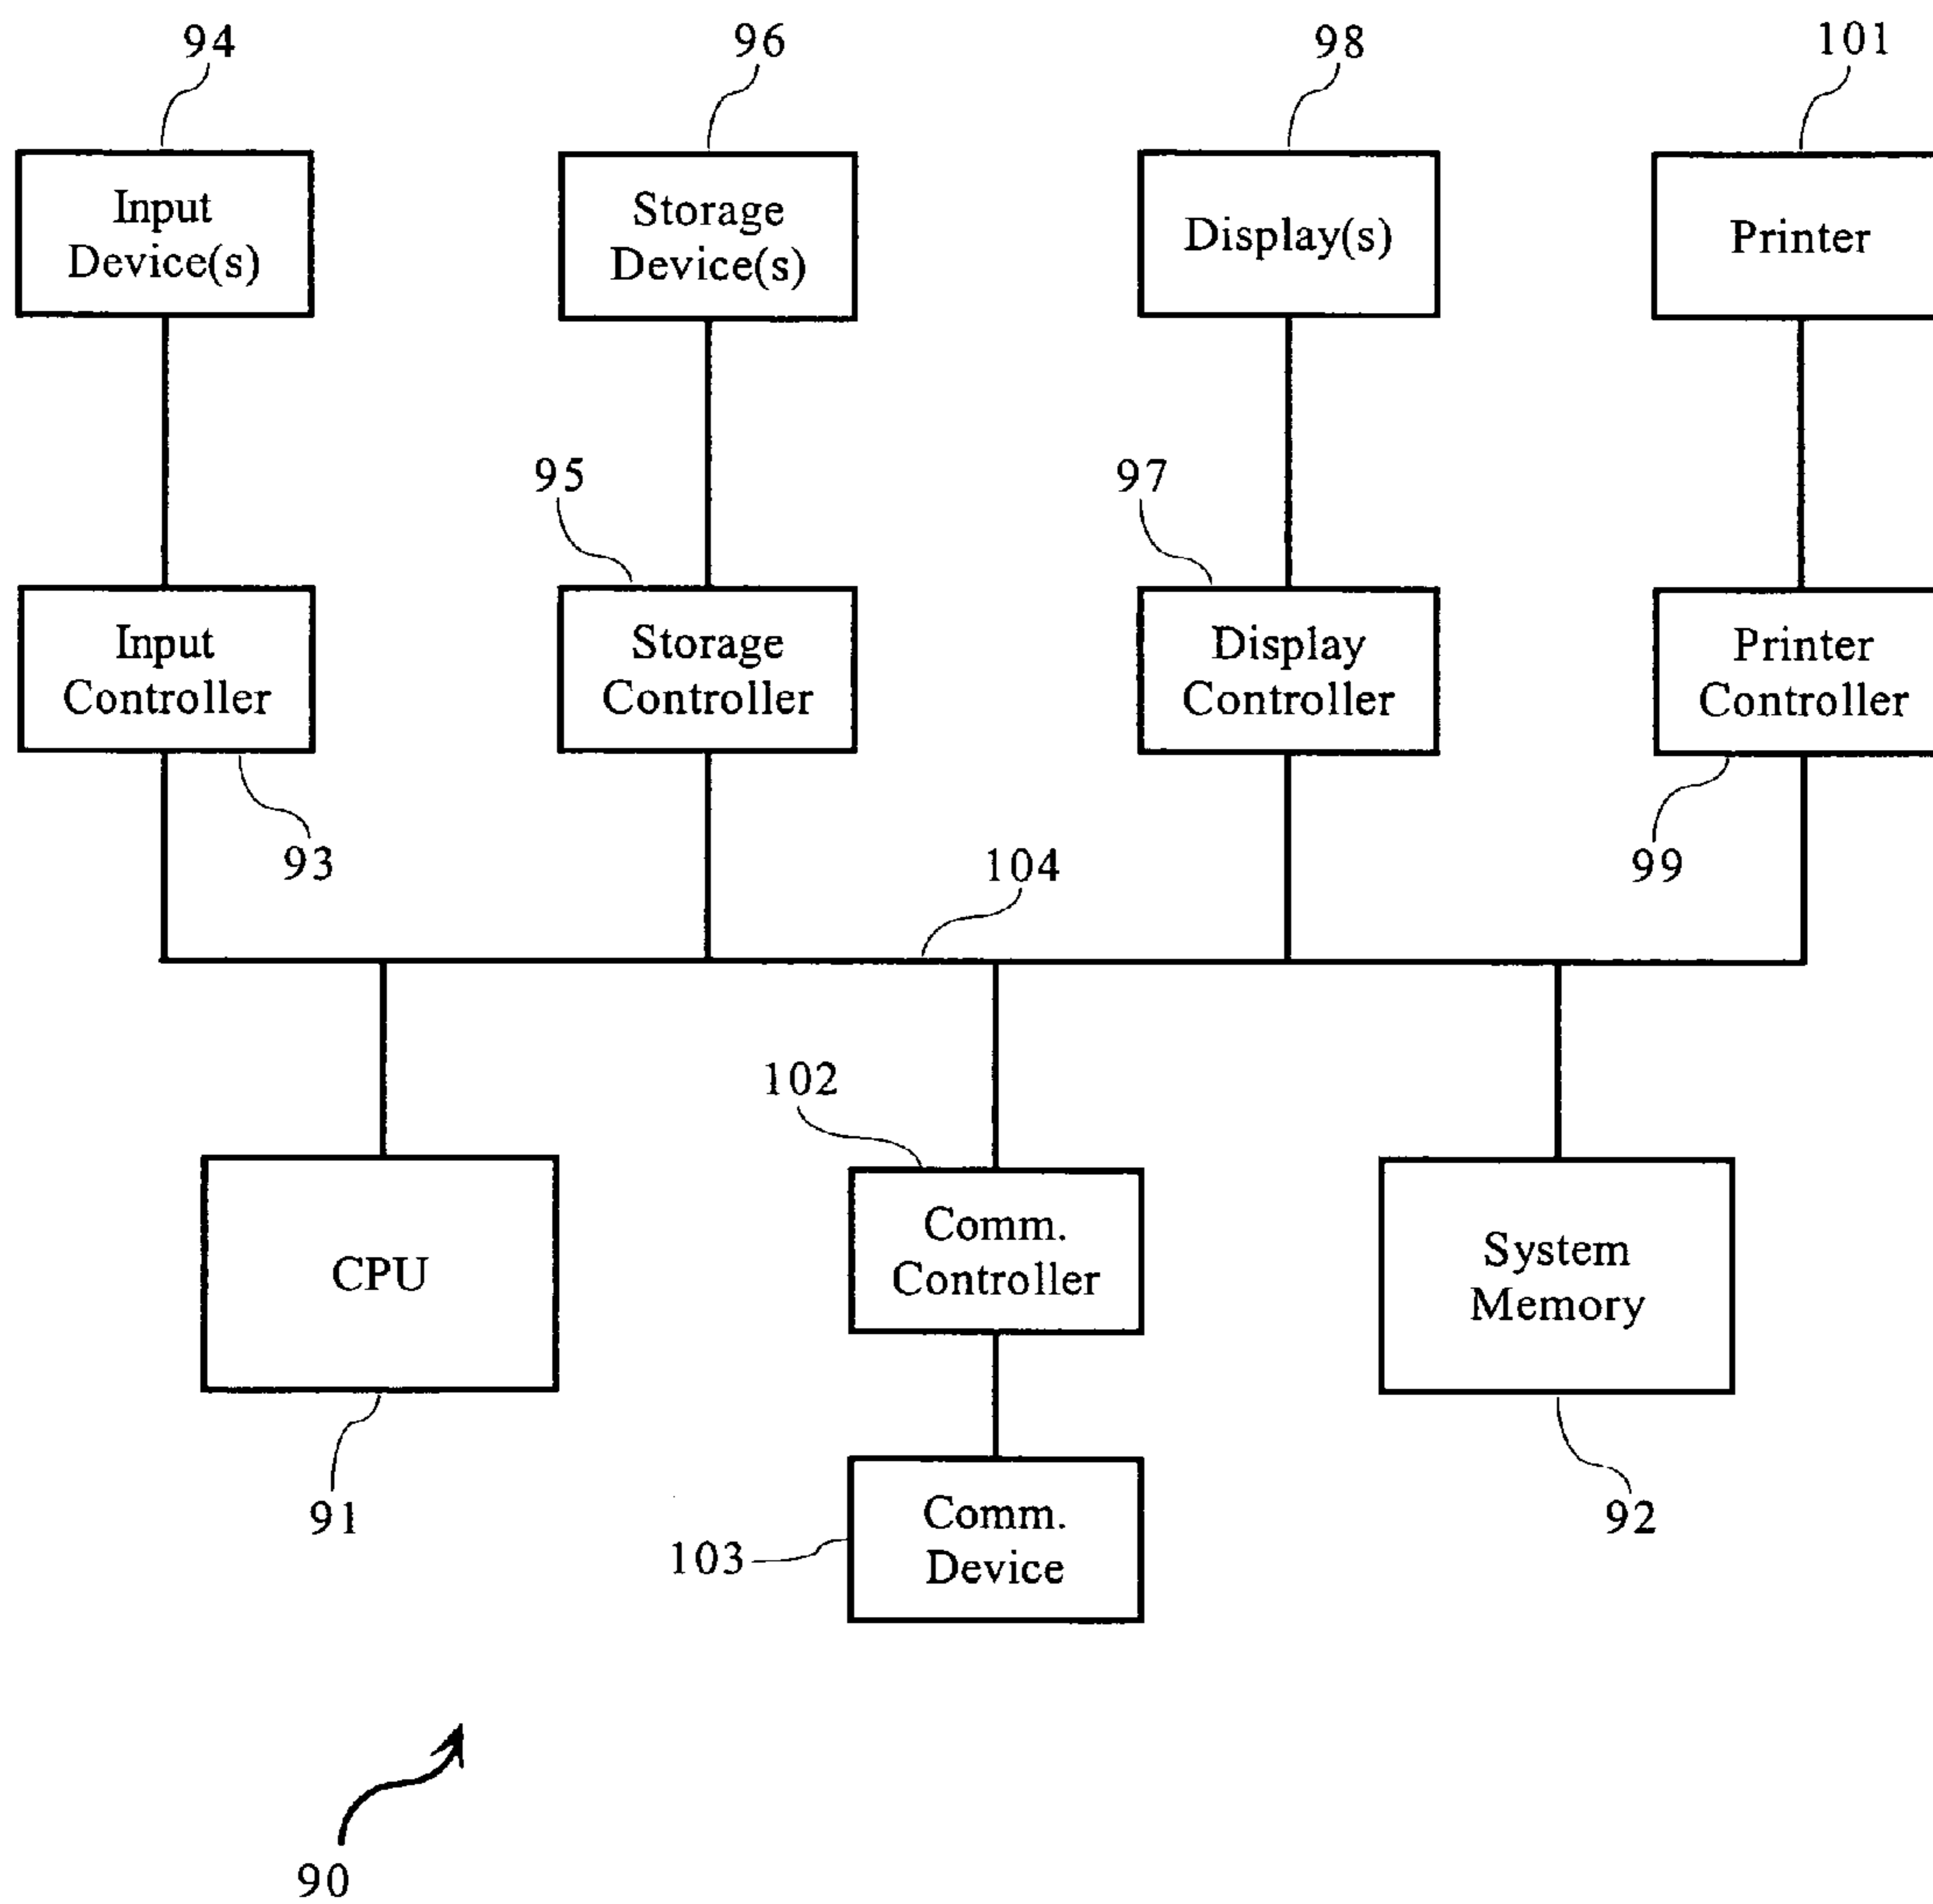 94
96
98
101
Input
Device(s)
Storage
Device(s)
Display(s)
Printer
95
97
Input
Controller
Storage
Controller
Display
Controller
Printer
Controller
93
104
99
102
CPU
Comm.
Controller
System
Memory
91
103
Comm.
Device
92
90